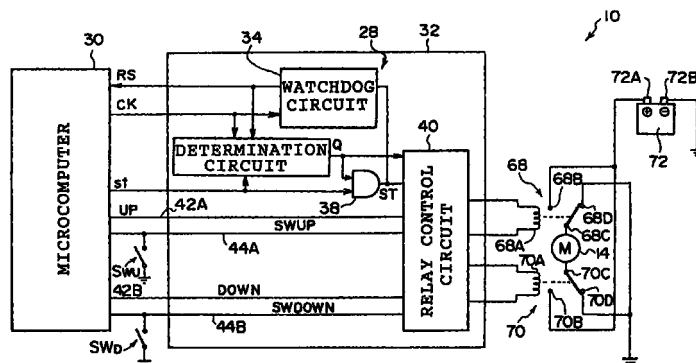 10
30
34
32
28
72A
72B
RS
WATCHDOG
CIRCUIT
⊕ ⊖
CK
72
40
DETERMINATION
CIRCUIT
Q
68
68B
MICROCOMPUTER
st
ST
38
68D
UP
42A
68A
68C
SWUP
M
14
RELAY CONTROL
CIRCUIT
SWU
44A
70A
70C
42B
DOWN
70D
SWDOWN
70
70B
44B
SWD